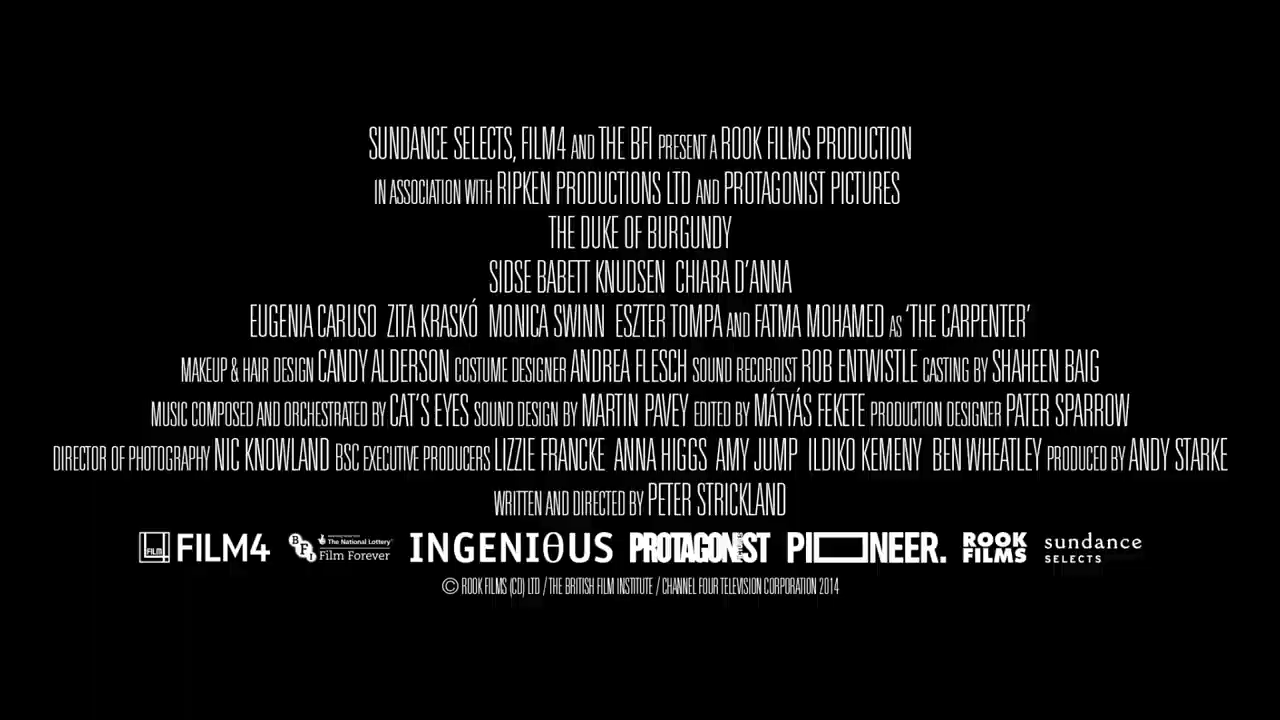 SUNDANCE SELECTS, FILM4 AND THE BFI PRESENT A ROOK FILMS PRODUCTION
IN ASSOCIATION WITH RIPKEN PRODUCTIONS LTD AND PROTAGONIST PICTURES
THE DUKE OF BURGUNDY
SIDSE BABETT KNUDSEN CHIARA D'ANNA
EUGENIA CARUSO ZITA KRASKÓ MONICA SWINN ESZTER TOMPA AND FATMA MOHAMED AS 'THE CARPENTER'
MAKEUP & HAIR DESIGN CANDY ALDERSON COSTUME DESIGNER ANDREA FLESCH SOUND RECORDIST ROB ENTWISTLE CASTING BY SHAHEEN BAIG
MUSIC COMPOSED AND ORCHESTRATED BY CAT'S EYES SOUND DESIGN BY MARTIN PAVEY EDITED BY MÁTYÁS FEKETE PRODUCTION DESIGNER PATER SPARROW
DIRECTOR OF PHOTOGRAPHY NIC KNOWLAND BSC EXECUTIVE PRODUCERS LIZZIE FRANCKE ANNA HIGGS AMY JUMP ILDIKO KEMENY BEN WHEATLEY PRODUCED BY ANDY STARKE
WRITTEN AND DIRECTED BY PETER STRICKLAND
FILM FILM4 BFI The National Lottery Film Forever INGENIOUS PROTAGONIST PIONEER. ROOK FILMS sundance SELECTS
© ROOK FILMS (CD) LTD / THE BRITISH FILM INSTITUTE / CHANNEL FOUR TELEVISION CORPORATION 2014